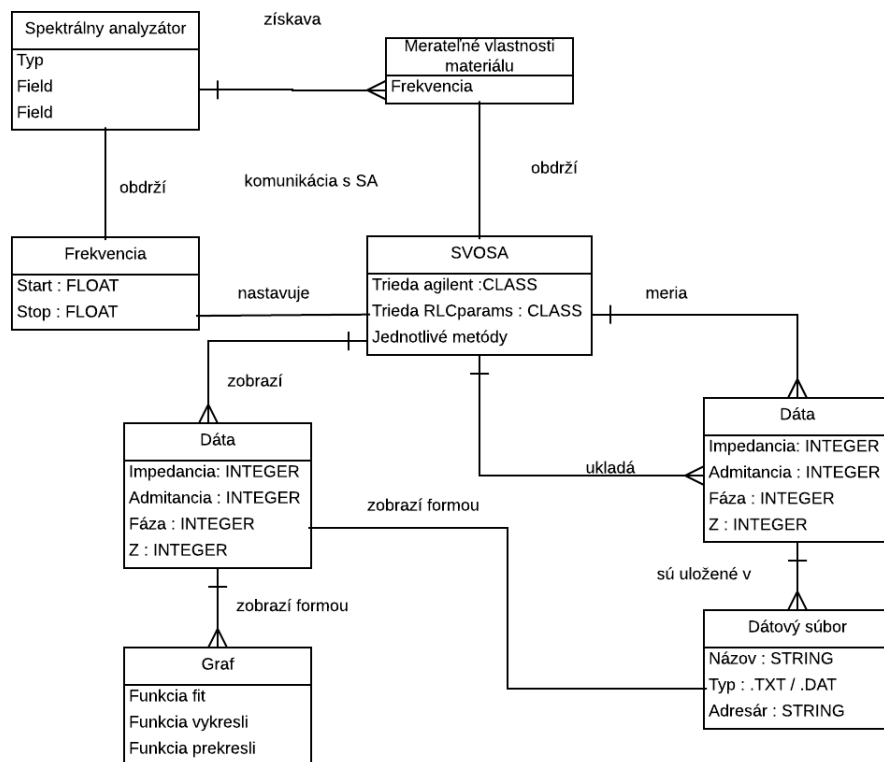 Spektrálny analyzátor
Typ
Field
Field
získava
Merateľné vlastnosti
materiálu
Frekvencia
obdrží
komunikácia s SA
obdrží
Frekvencia
Start : FLOAT
Stop : FLOAT
nastavuje
SVOSA
Trieda agilent :CLASS
Trieda RLCparams : CLASS
Jednotlivé metódy
meria
zobrazí
Dáta
Impedancia: INTEGER
Admitancia : INTEGER
Fáza : INTEGER
Z : INTEGER
ukladá
Dáta
Impedancia: INTEGER
Admitancia : INTEGER
Fáza : INTEGER
Z : INTEGER
zobrazí formou
sú uložené v
zobrazí formou
Graf
Funkcia fit
Funkcia vykresli
Funkcia prekresli
Dátový súbor
Názov : STRING
Typ : .TXT / .DAT
Adresár : STRING